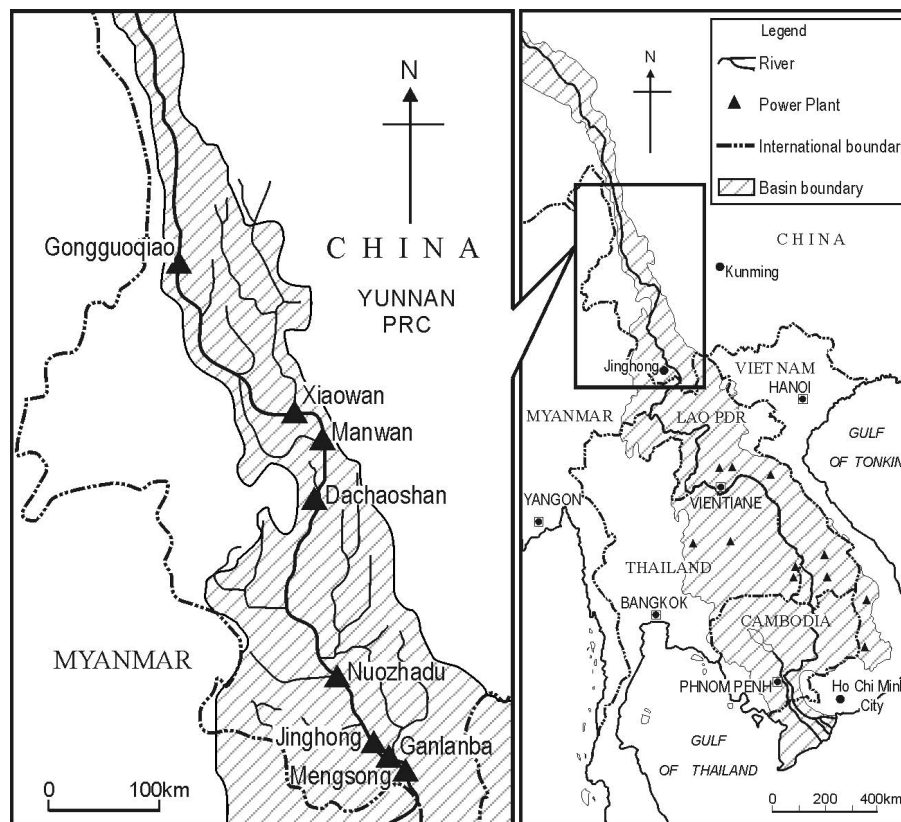 N
Gongguoqiao
CHINA
YUNNAN
PRC
Xiaowan
Manwan
Dachaoshan
MYANMAR
Nuozhadu
Jinghong
Ganlanba
Mengsong
0 100km
Legend
River
Power Plant
International boundar
Basin boundary
N
CHINA
Kunming
Jinghong
VIET NAM
HANOI
MYANMAR
LAO PDR
GULF
OF TONKIN
YANGON
VIENTIANE
THAILAND
BANGKOK
CAMBODIA
PHNOM PENH
Ho Chi Minh
City
GULF
OF THAILAND
0 200 400km